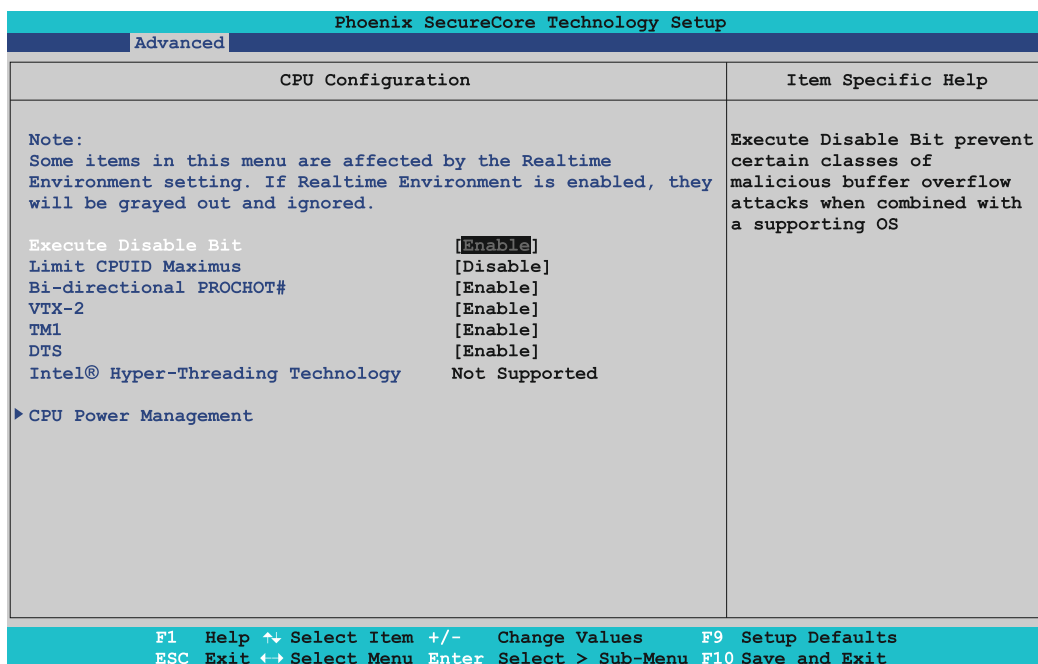 Phoenix SecureCore Technology Setup
Advanced
CPU Configuration
Item Specific Help
Note:
Some items in this menu are affected by the Realtime
Environment setting. If Realtime Environment is enabled, they
will be grayed out and ignored.
Execute Disable Bit [Enable]
Limit CPUID Maximus [Disable]
Bi-directional PROCHOT# [Enable]
VTX-2 [Enable]
TM1 [Enable]
DTS [Enable]
Intel® Hyper-Threading Technology Not Supported
CPU Power Management
Execute Disable Bit prevent
certain classes of
malicious buffer overflow
attacks when combined with
a supporting OS
F1 Help ↑↓ Select Item +/- Change Values F9 Setup Defaults
ESC Exit ←→ Select Menu Enter Select > Sub-Menu F10 Save and Exit